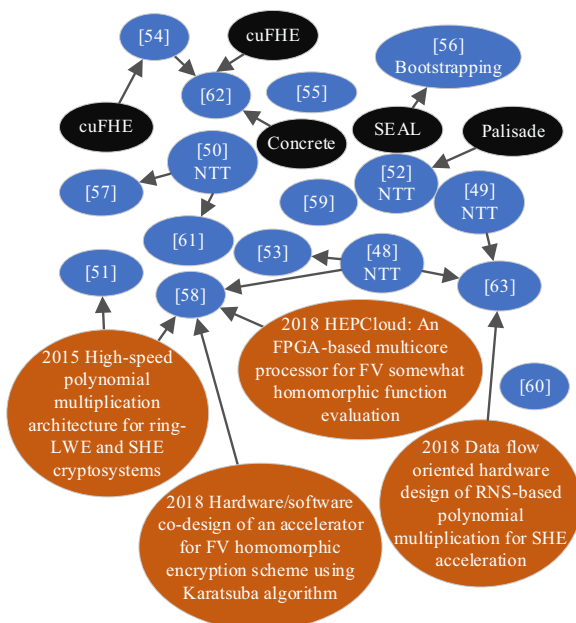 [54]
cuFHE
[56]
Bootstrapping
[62]
[55]
cuFHE
Concrete
SEAL
Palisade
[50]
NTT
[52]
NTT
[57]
[59]
[49]
NTT
[61]
[53]
[48]
NTT
[51]
[58]
[63]
2015 High-speed
polynomial
multiplication
architecture for ring-
LWE and SHE
cryptosystems
2018 HEPCloud: An
FPGA-based multicore
processor for FV somewhat
homomorphic function
evaluation
[60]
2018 Hardware/software
co-design of an accelerator
for FV homomorphic
encryption scheme using
Karatsuba algorithm
2018 Data flow
oriented hardware
design of RNS-based
polynomial
multiplication for SHE
acceleration